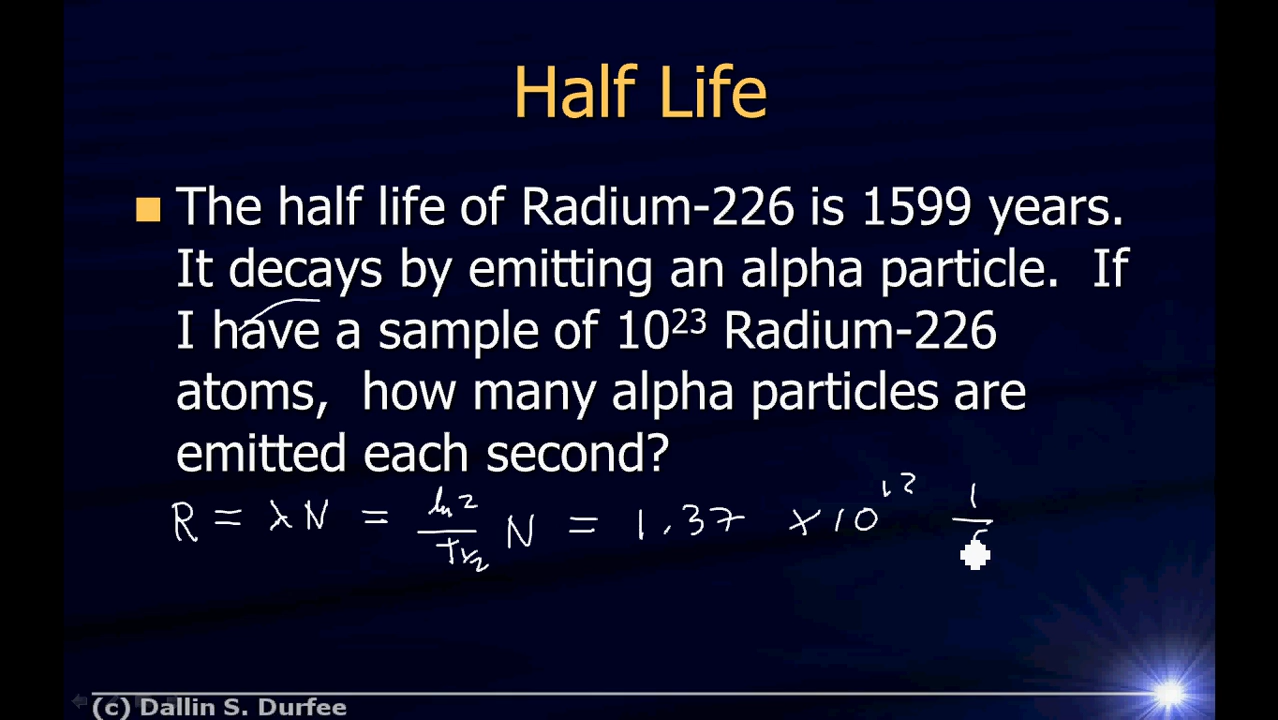 Half Life
The half life of Radium-226 is 1599 years.
It decays by emitting an alpha particle. If
I have a sample of 10²³ Radium-226
atoms, how many alpha particles are
emitted each second?
R = λN = ln 2 / T½ N = 1.37 × 10¹² 1/s
(c) Dallin S. Durfee